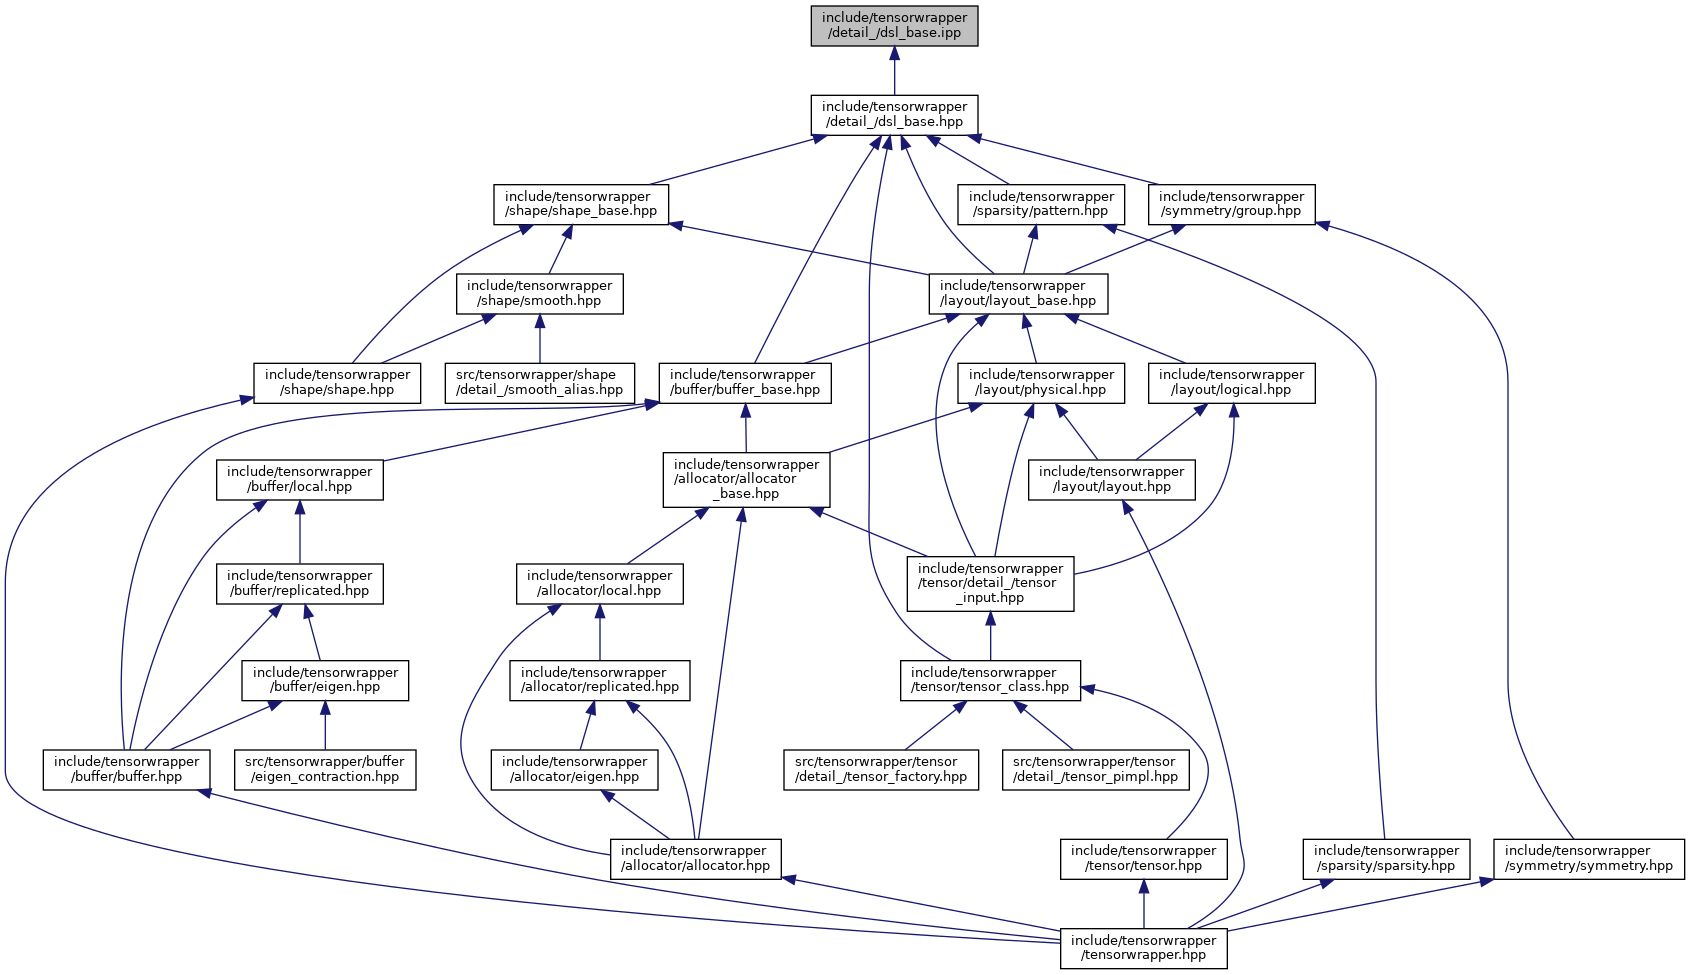 include/tensorwrapper
/detail_/dsl_base.ipp
include/tensorwrapper
/detail_/dsl_base.hpp
include/tensorwrapper
/shape/shape_base.hpp
include/tensorwrapper
/sparsity/pattern.hpp
include/tensorwrapper
/symmetry/group.hpp
include/tensorwrapper
/shape/smooth.hpp
include/tensorwrapper
/layout/layout_base.hpp
include/tensorwrapper
/shape/shape.hpp
src/tensorwrapper/shape
/detail_/smooth_alias.hpp
include/tensorwrapper
/buffer/buffer_base.hpp
include/tensorwrapper
/layout/physical.hpp
include/tensorwrapper
/layout/logical.hpp
include/tensorwrapper
/buffer/local.hpp
include/tensorwrapper
/allocator/allocator
_base.hpp
include/tensorwrapper
/layout/layout.hpp
include/tensorwrapper
/buffer/replicated.hpp
include/tensorwrapper
/allocator/local.hpp
include/tensorwrapper
/tensor/detail_/tensor
_input.hpp
include/tensorwrapper
/buffer/eigen.hpp
include/tensorwrapper
/allocator/replicated.hpp
include/tensorwrapper
/tensor/tensor_class.hpp
include/tensorwrapper
/buffer/buffer.hpp
src/tensorwrapper/buffer
/eigen_contraction.hpp
include/tensorwrapper
/allocator/eigen.hpp
src/tensorwrapper/tensor
/detail_/tensor_factory.hpp
src/tensorwrapper/tensor
/detail_/tensor_pimpl.hpp
include/tensorwrapper
/allocator/allocator.hpp
include/tensorwrapper
/tensor/tensor.hpp
include/tensorwrapper
/sparsity/sparsity.hpp
include/tensorwrapper
/symmetry/symmetry.hpp
include/tensorwrapper
/tensorwrapper.hpp